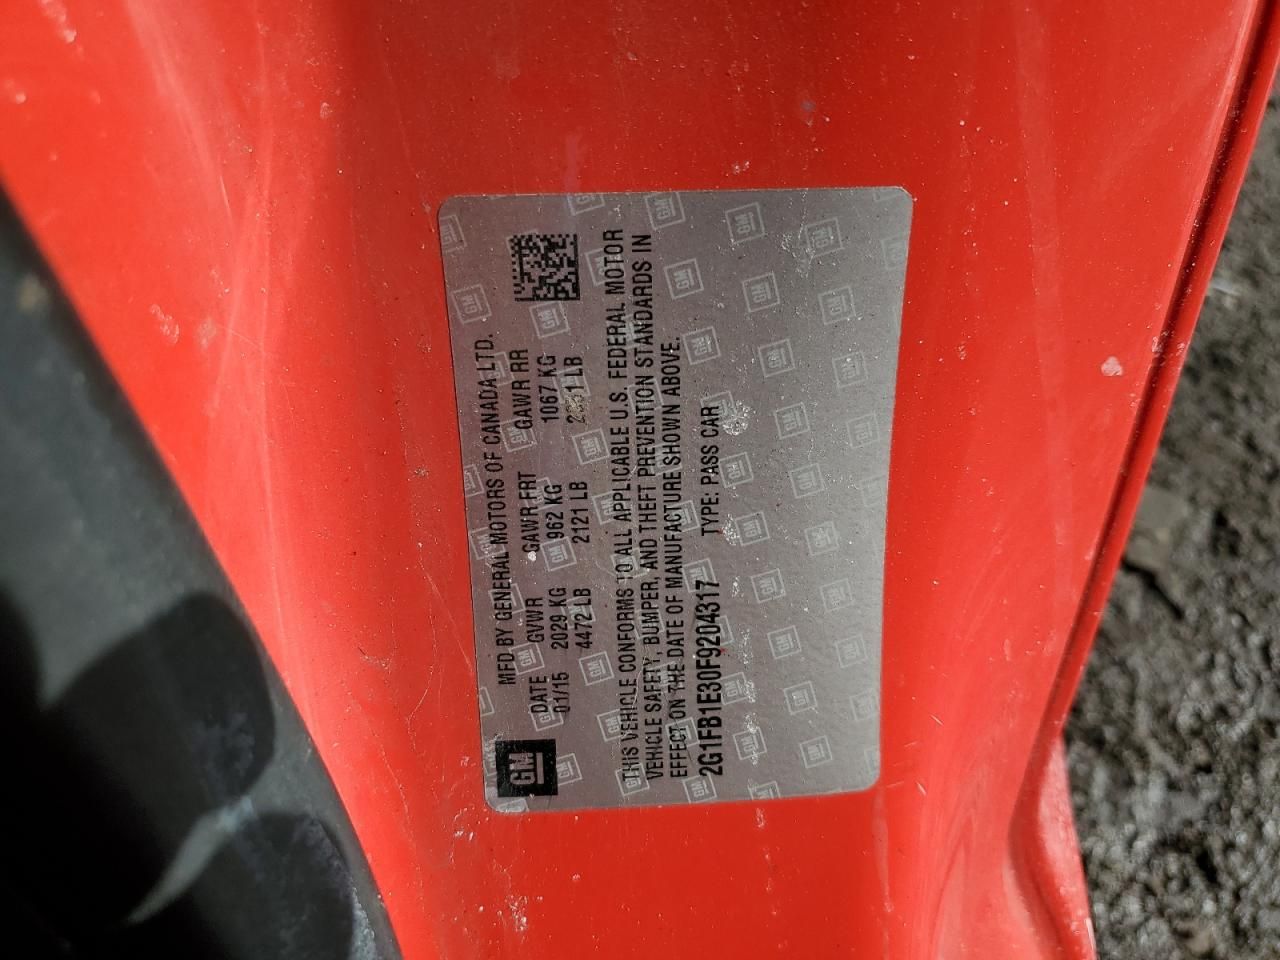 GM
MFD BY GENERAL MOTORS OF CANADA LTD.
DATE GVWR GAWR FRT GAWR RR
01/15 2029 KG 962 KG 1067 KG
4472 LB 2121 LB LB
THIS VEHICLE CONFORMS TO ALL APPLICABLE U.S. FEDERAL MOTOR
VEHICLE SAFETY, BUMPER, AND THEFT PREVENTION STANDARDS IN
EFFECT ON THE DATE OF MANUFACTURE SHOWN ABOVE.
2G1FB1E30F9204317 TYPE: PASS CAR